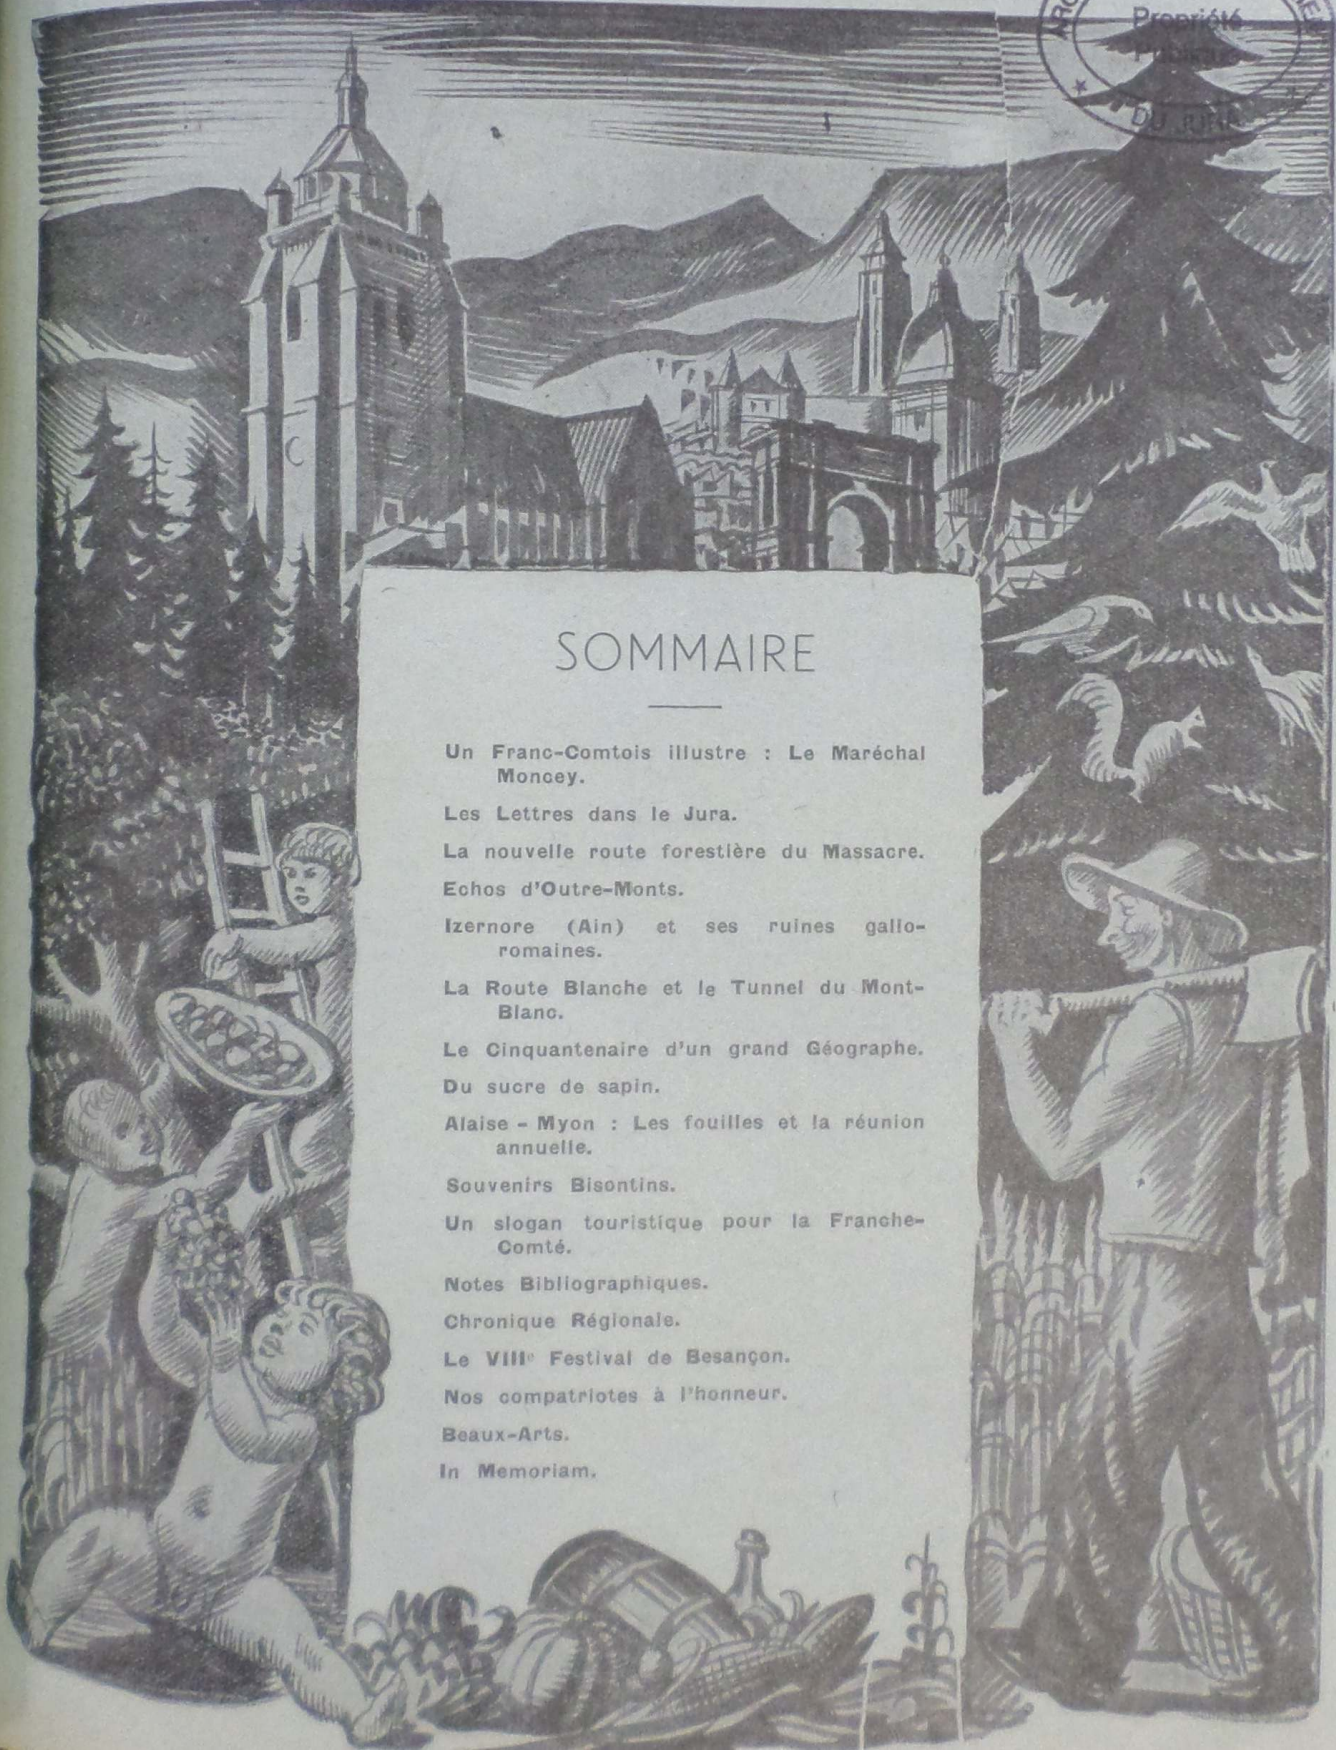 Propriété
DU JURA
SOMMAIRE
Un Franc-Comtois illustre : Le Maréchal
Moncey.
Les Lettres dans le Jura.
La nouvelle route forestière du Massacre.
Echos d'Outre-Monts.
Izernore (Ain) et ses ruines gallo-
romaines.
La Route Blanche et le Tunnel du Mont-
Blanc.
Le Cinquantenaire d'un grand Géographe.
Du sucre de sapin.
Alaise - Myon : Les fouilles et la réunion
annuelle.
Souvenirs Bisontins.
Un slogan touristique pour la Franche-
Comté.
Notes Bibliographiques.
Chronique Régionale.
Le VIIIe Festival de Besançon.
Nos compatriotes à l'honneur.
Beaux-Arts.
In Memoriam.